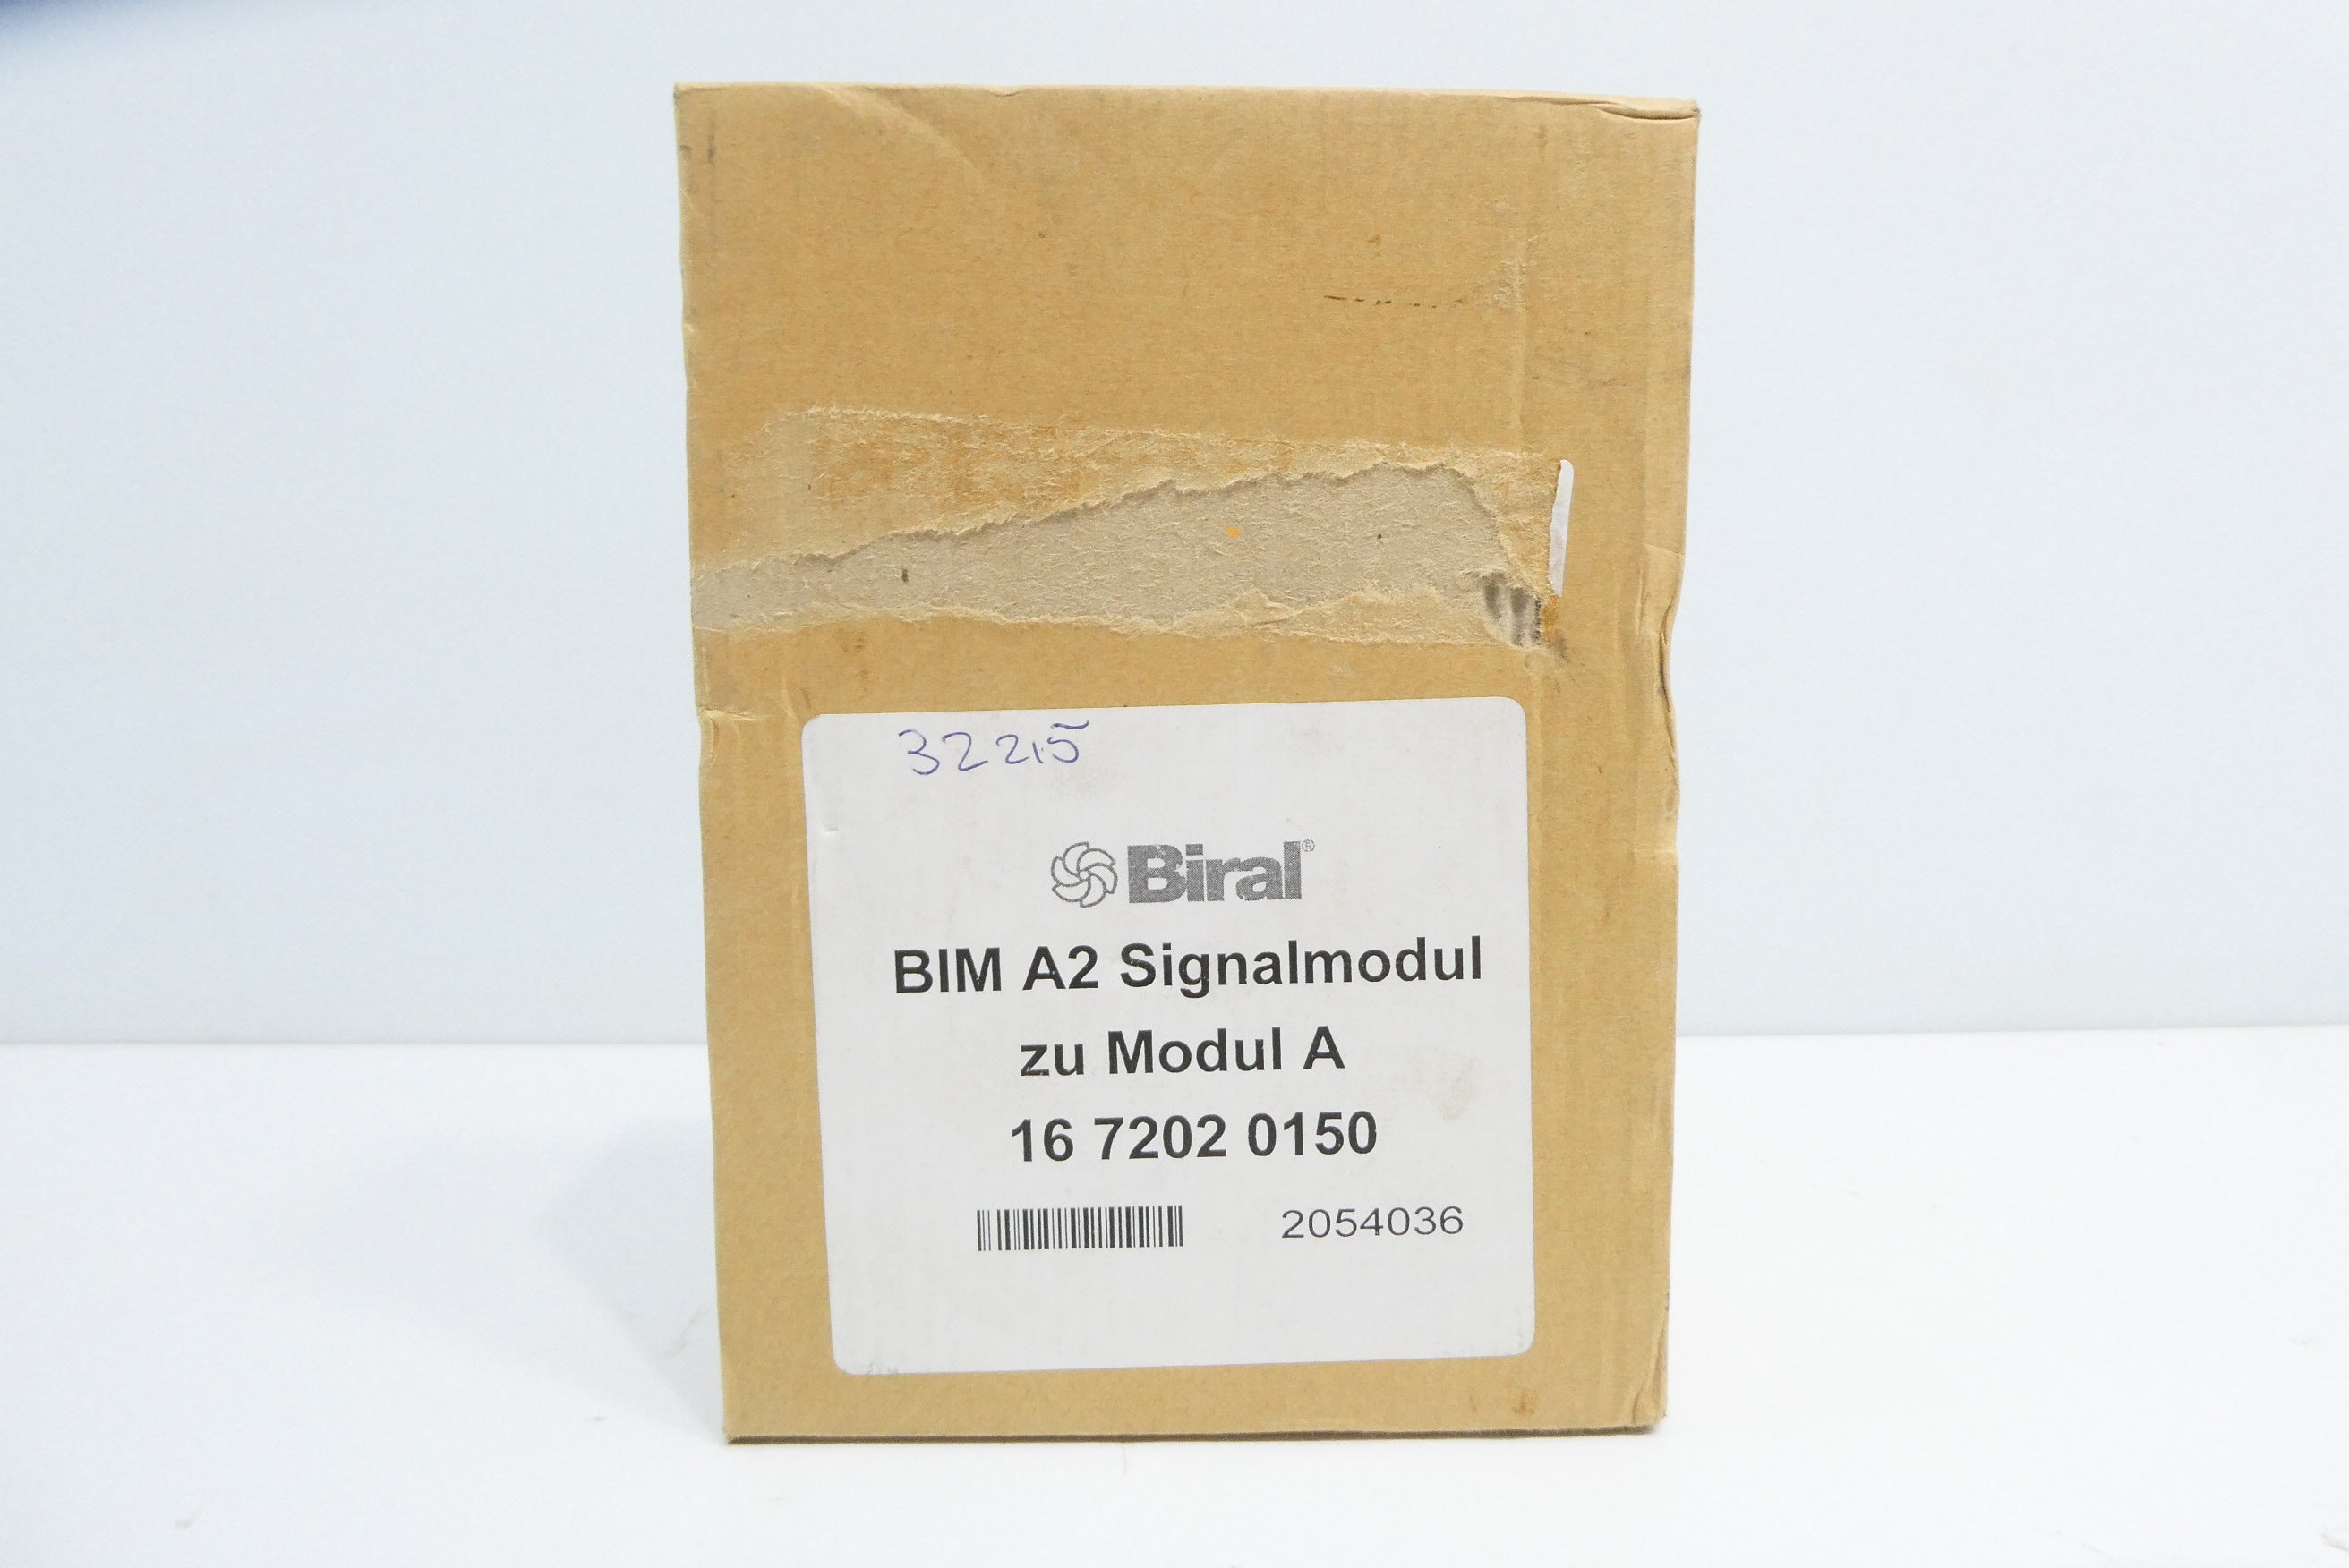 32215
Biral®
BIM A2 Signalmodul
zu Modul A
16 7202 0150
2054036